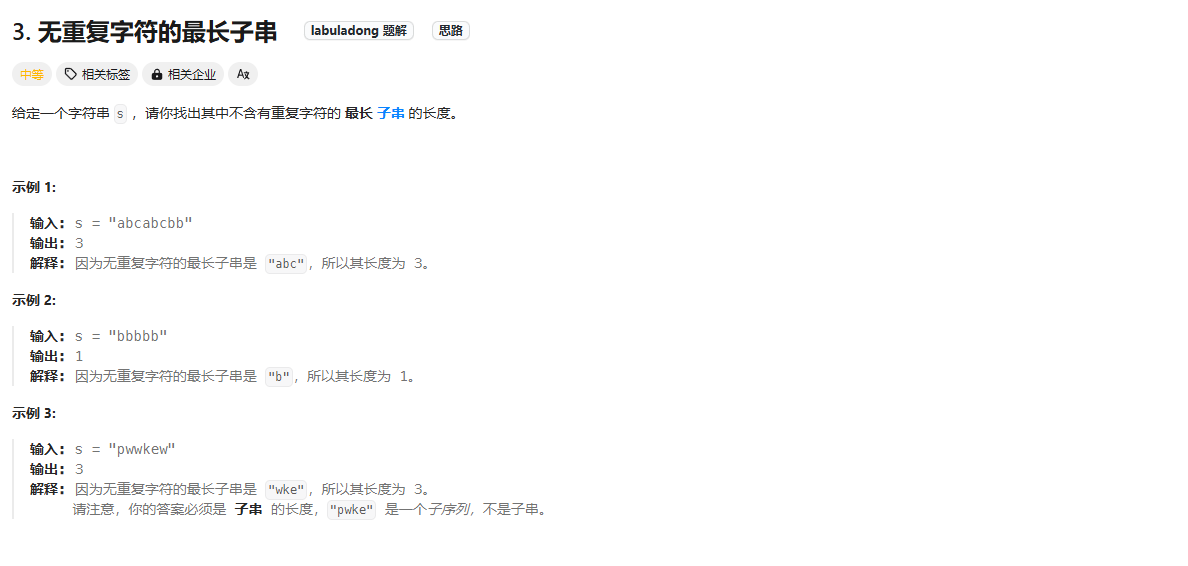 3. 无重复字符的最长子串 labuladong 题解 思路
中等 相关标签 相关企业 Aż
给定一个字符串 s ，请你找出其中不含有重复字符的 最长 子串 的长度。
示例 1:
输入: s = "abcabcbb"
输出: 3
解释: 因为无重复字符的最长子串是 "abc"，所以其长度为 3。
示例 2:
输入: s = "bbbbb"
输出: 1
解释: 因为无重复字符的最长子串是 "b"，所以其长度为 1。
示例 3:
输入: s = "pwwkew"
输出: 3
解释: 因为无重复字符的最长子串是 "wke"，所以其长度为 3。
请注意，你的答案必须是 子串 的长度，"pwke" 是一个子序列，不是子串。